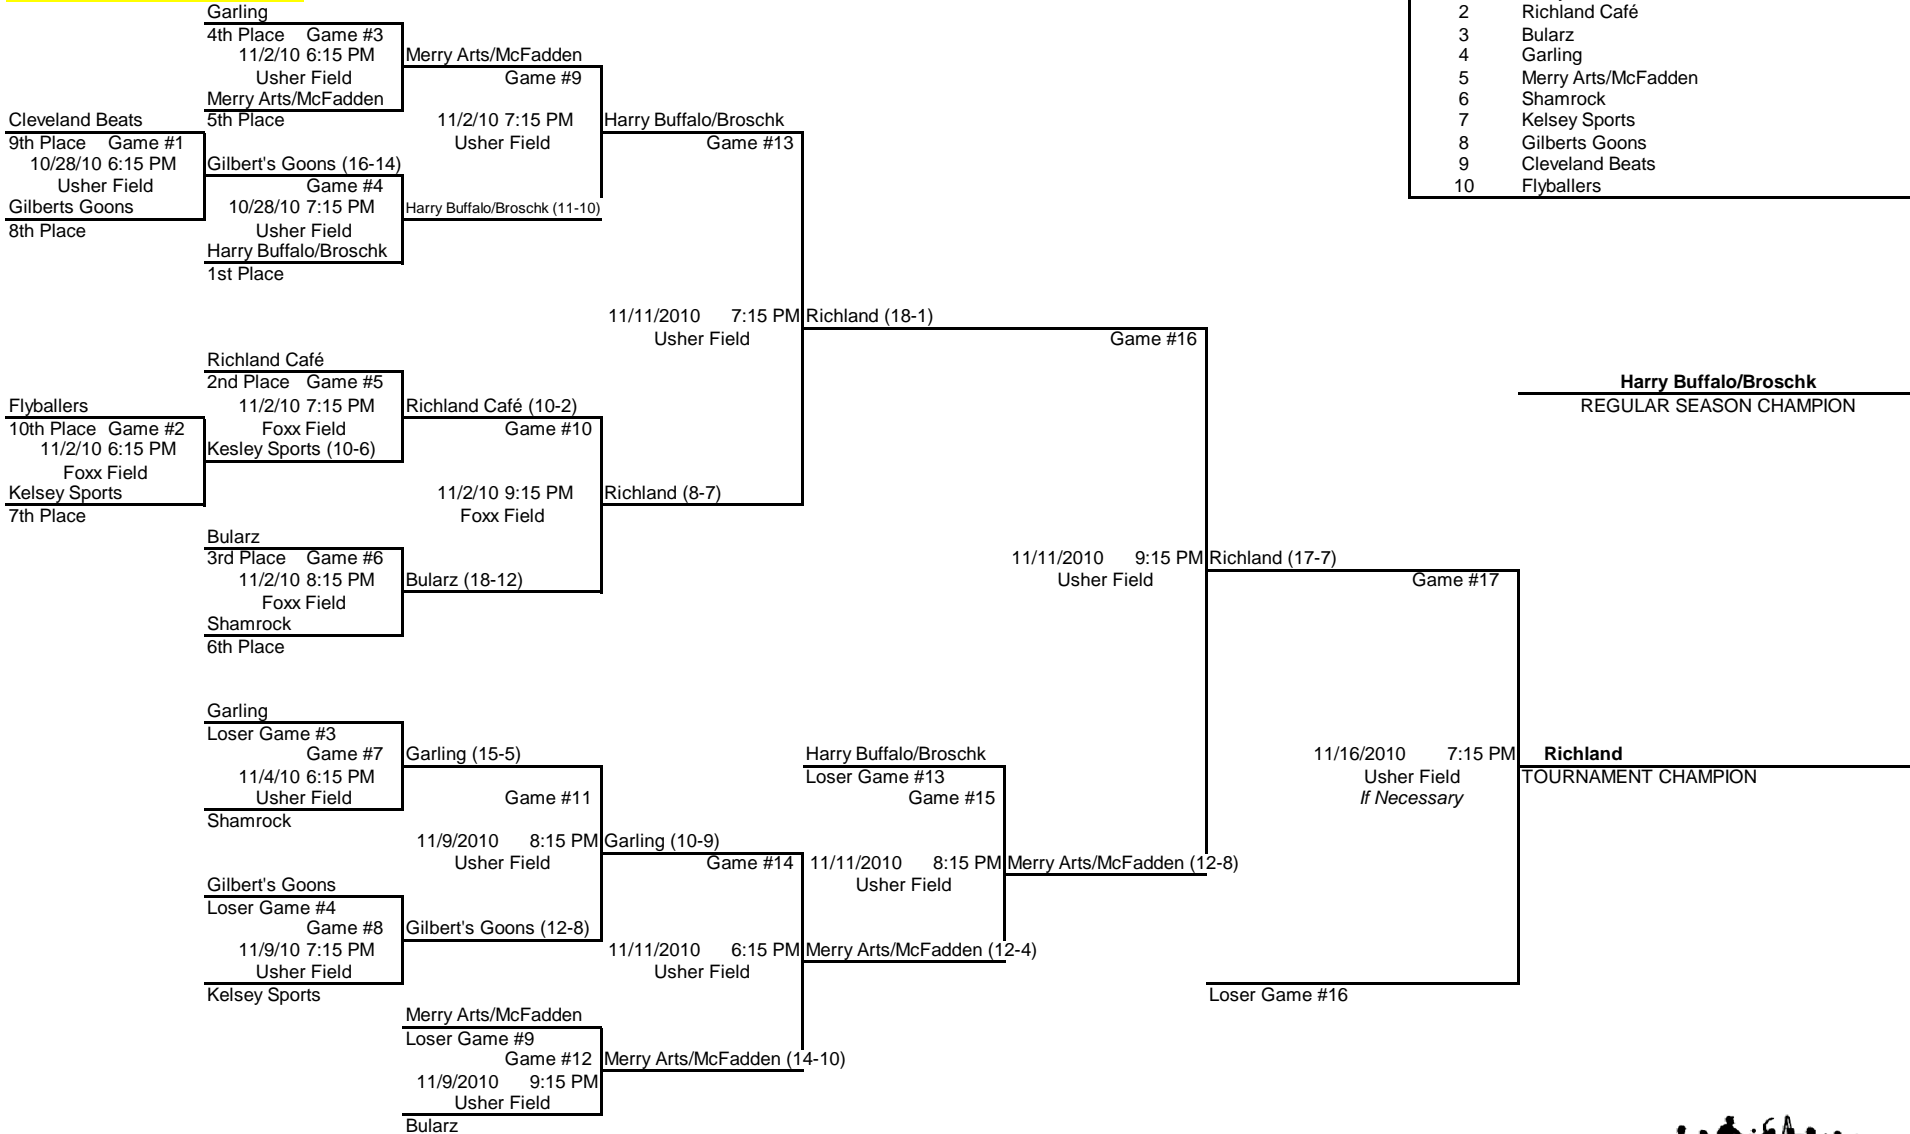 Garling
4th Place Game #3
11/2/10 6:15 PM
Usher Field
Merry Arts/McFadden
5th Place
Merry Arts/McFadden
Game #9
11/2/10 7:15 PM
Usher Field
Cleveland Beats
9th Place Game #1
10/28/10 6:15 PM
Usher Field
Gilberts Goons
8th Place
Gilbert's Goons (16-14)
Game #4
10/28/10 7:15 PM
Usher Field
Harry Buffalo/Broschk
1st Place
Harry Buffalo/Broschk (11-10)
Harry Buffalo/Broschk
Game #13
11/11/2010 7:15 PM
Usher Field
2 Richland Café
3 Bularz
4 Garling
5 Merry Arts/McFadden
6 Shamrock
7 Kelsey Sports
8 Gilberts Goons
9 Cleveland Beats
10 Flyballers
Richland (18-1)
Game #16
Richland Café
2nd Place Game #5
11/2/10 7:15 PM
Foxx Field
Kesley Sports (10-6)
Flyballers
10th Place Game #2
11/2/10 6:15 PM
Foxx Field
Kelsey Sports
7th Place
Richland Café (10-2)
Game #10
11/2/10 9:15 PM
Foxx Field
Richland (8-7)
Bularz
3rd Place Game #6
11/2/10 8:15 PM
Foxx Field
Shamrock
6th Place
Bularz (18-12)
Harry Buffalo/Broschk
REGULAR SEASON CHAMPION
11/11/2010 9:15 PM
Usher Field
Richland (17-7)
Game #17
Garling
Loser Game #3
Game #7
11/4/10 6:15 PM
Usher Field
Shamrock
Garling (15-5)
Game #11
11/9/2010 8:15 PM
Usher Field
Gilbert's Goons
Loser Game #4
Game #8
11/9/10 7:15 PM
Usher Field
Kelsey Sports
Gilbert's Goons (12-8)
Garling (10-9)
Game #14
11/11/2010 6:15 PM
Usher Field
Merry Arts/McFadden
Loser Game #9
Game #12
11/9/2010 9:15 PM
Usher Field
Bularz
Merry Arts/McFadden (14-10)
Harry Buffalo/Broschk
Loser Game #13
Game #15
11/11/2010 8:15 PM
Usher Field
Merry Arts/McFadden (12-4)
Merry Arts/McFadden (12-8)
11/16/2010 7:15 PM
Usher Field
If Necessary
Richland
TOURNAMENT CHAMPION
Loser Game #16